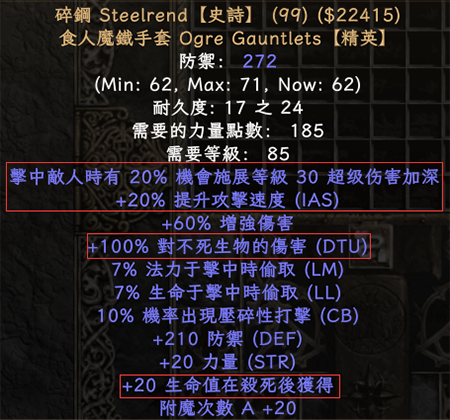 碎鋼 Steelrend【史詩】 (99) ($22415)
食人魔鐵手套 Ogre Gauntlets【精英】
防禦： 272
(Min: 62, Max: 71, Now: 62)
耐久度: 17 之 24
需要的力量點數： 185
需要等級： 85
擊中敵人時有 20% 機會施展等級 30 超级伤害加深
+20% 提升攻擊速度 (IAS)
+60% 增強傷害
+100% 對不死生物的傷害 (DTU)
7% 法力于擊中時偷取 (LM)
7% 生命于擊中時偷取 (LL)
10% 機率出現壓碎性打擊 (CB)
+210 防禦 (DEF)
+20 力量 (STR)
+20 生命值在殺死後獲得
附魔次數 A +20